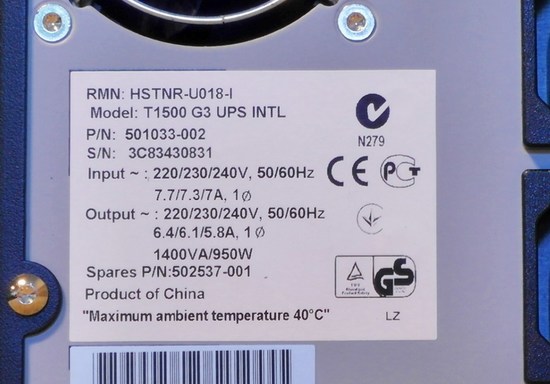 RMN: HSTNR-U018-I
Model: T1500 G3 UPS INTL
P/N: 501033-002
S/N: 3C83430831
Input ~ : 220/230/240V, 50/60Hz
7.7/7.3/7A, 1∅
Output ~ : 220/230/240V, 50/60Hz
6.4/6.1/5.8A, 1∅
1400VA/950W
Spares P/N:502537-001
Product of China
"Maximum ambient temperature 40°C"
N279
CE
GS
LZ